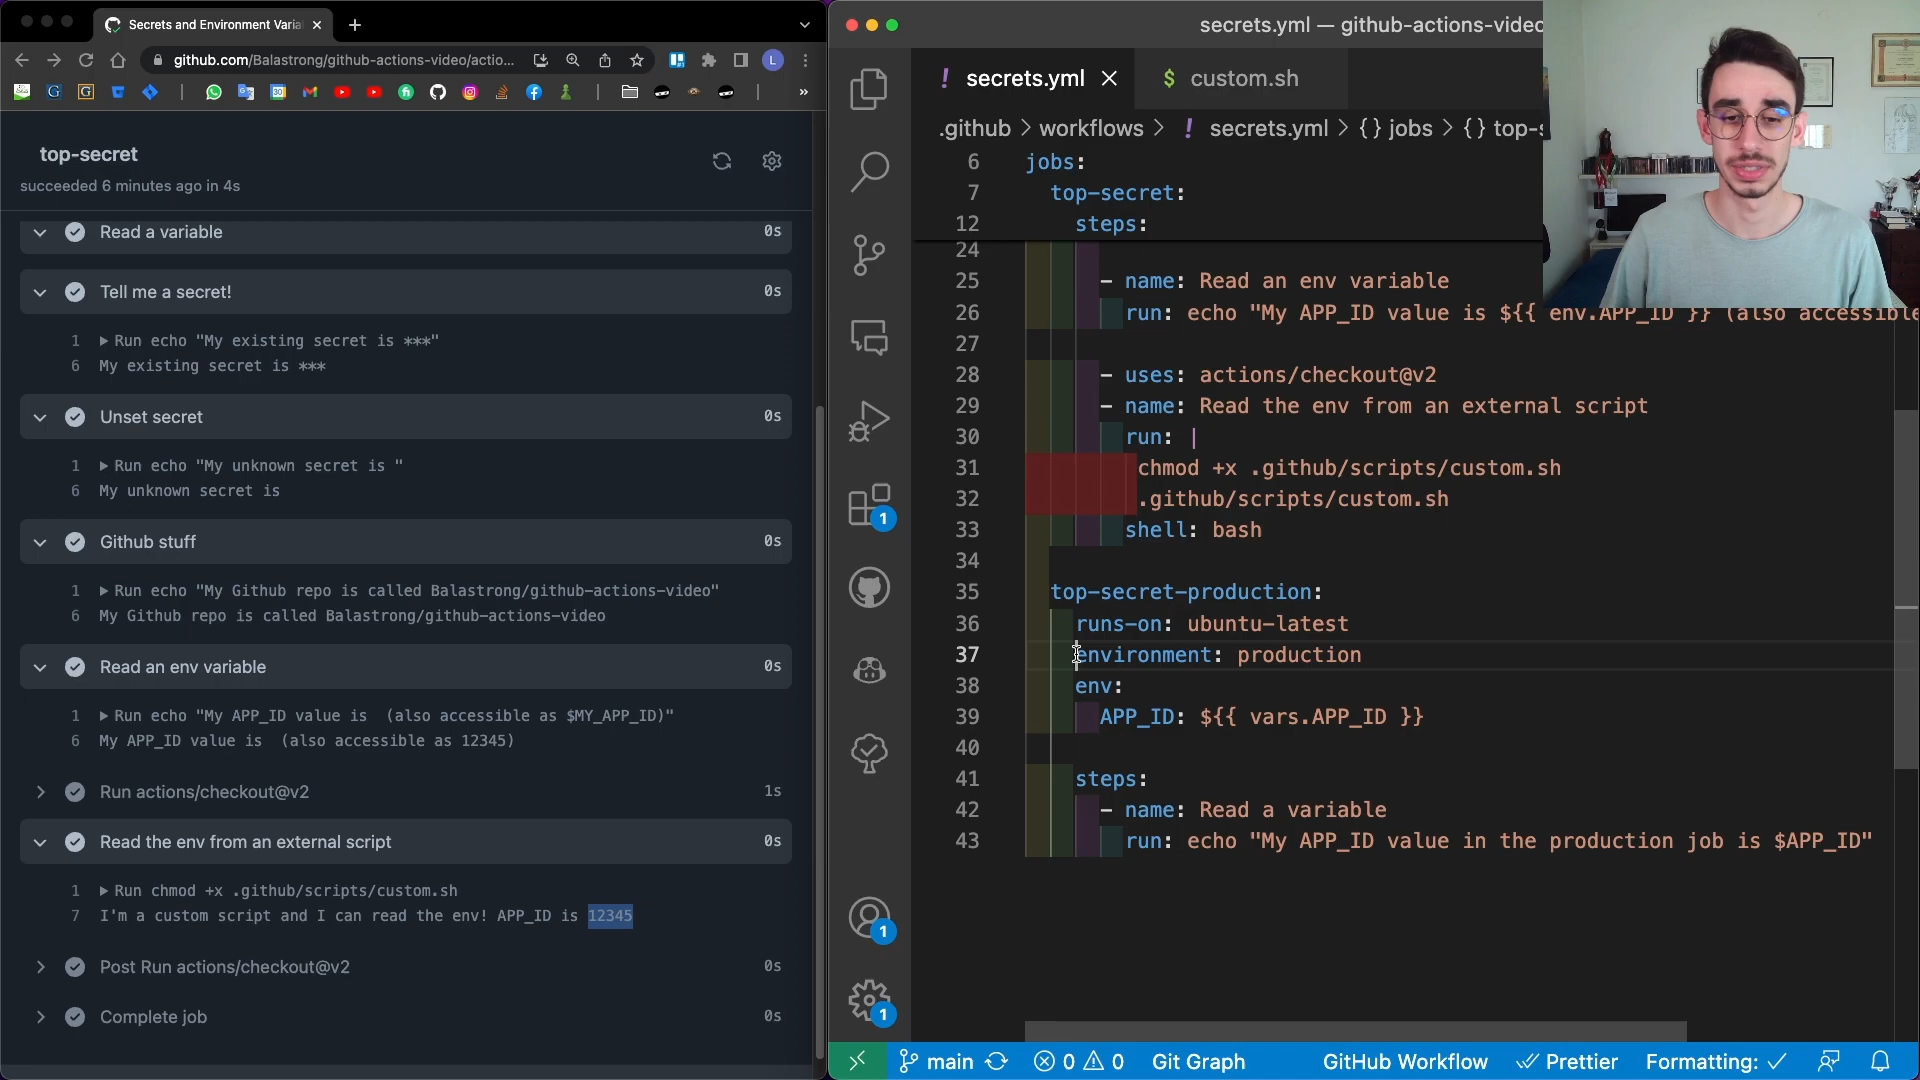 Secrets and Environment Varia
github.com/Balastrong/github-actions-video/actio...
L
top-secret
succeeded 6 minutes ago in 4s
Read a variable 0s
Tell me a secret! 0s
1 Run echo "My existing secret is ***"
6 My existing secret is ***
Unset secret 0s
1 Run echo "My unknown secret is "
6 My unknown secret is
Github stuff 0s
1 Run echo "My Github repo is called Balastrong/github-actions-video"
6 My Github repo is called Balastrong/github-actions-video
Read an env variable 0s
1 Run echo "My APP_ID value is  (also accessible as $MY_APP_ID)"
6 My APP_ID value is  (also accessible as 12345)
Run actions/checkout@v2 1s
Read the env from an external script 0s
1 Run chmod +x .github/scripts/custom.sh
7 I'm a custom script and I can read the env! APP_ID is 12345
Post Run actions/checkout@v2 0s
Complete job 0s
secrets.yml — github-actions-video
! secrets.yml
$ custom.sh
.github > workflows > ! secrets.yml > {} jobs > {} top-s
6 jobs:
7 top-secret:
12 steps:
24
25 - name: Read an env variable
26 run: echo "My APP_ID value is ${{ env.APP_ID }} (also accessible
27
28 - uses: actions/checkout@v2
29 - name: Read the env from an external script
30 run: |
31 chmod +x .github/scripts/custom.sh
32 .github/scripts/custom.sh
33 shell: bash
34
35 top-secret-production:
36 runs-on: ubuntu-latest
37 environment: production
38 env:
39 APP_ID: ${{ vars.APP_ID }}
40
41 steps:
42 - name: Read a variable
43 run: echo "My APP_ID value in the production job is $APP_ID"
1
1
1
main 0 0 Git Graph GitHub Workflow Prettier Formatting: ✓